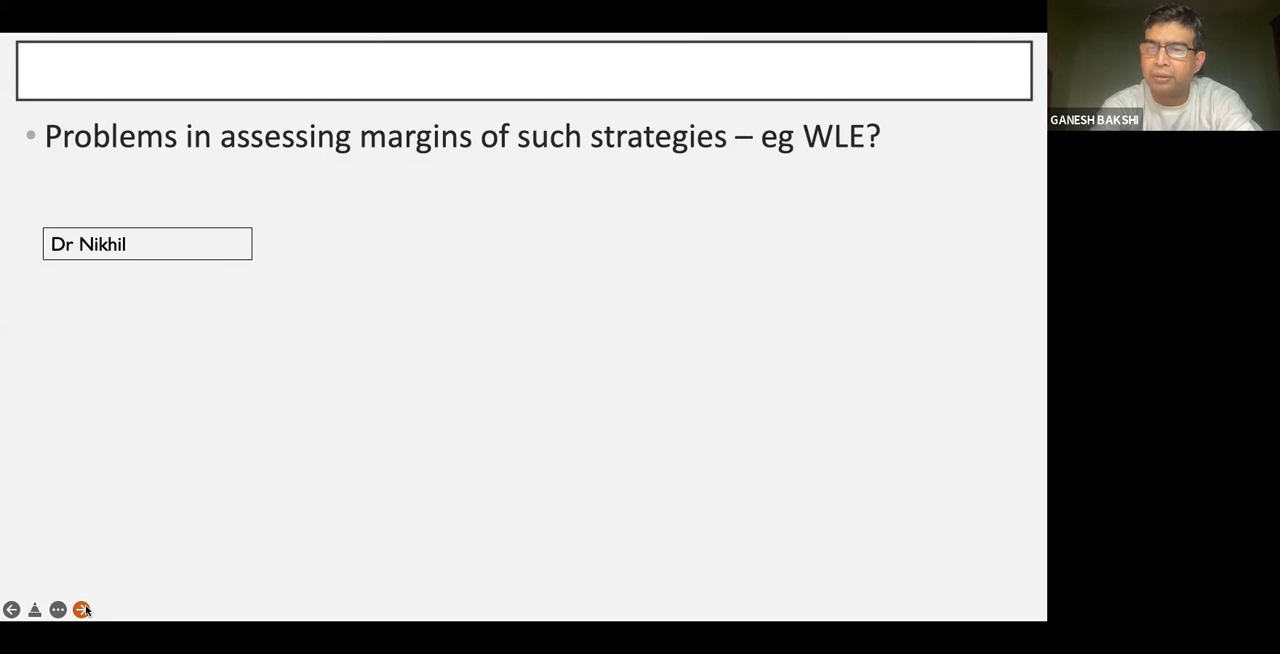 • Problems in assessing margins of such strategies – eg WLE?
Dr Nikhil
GANESH BAKSHI